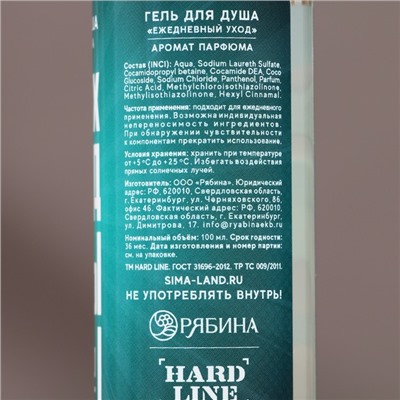 ГЕЛЬ ДЛЯ ДУША
«ЕЖЕДНЕВНЫЙ УХОД»
АРОМАТ ПАРФЮМА
Состав (INCI): Aqua, Sodium Laureth Sulfate,
Cocamidopropyl betaine, Cocamide DEA, Coco
Glucoside, Sodium Chloride, Panthenol, Parfum,
Citric Acid, Methylchloroisothiazolinone,
Methylisothiazolinone, Hexyl Cinnamal.
Частота применения: подходит для ежедневного
применения. Возможна индивидуальная
непереносимость ингредиентов.
При обнаружении чувствительности
к компонентам прекратить использование.
Условия хранения: хранить при температуре
от +5°C до +25°C. Избегать воздействия
прямых солнечных лучей.
Изготовитель: ООО «Рябина». Юридический
адрес: РФ, 620010, Свердловская область,
г. Екатеринбург, ул. Черняховского, 86,
офис 46. Фактический адрес: РФ, 620010,
Свердловская область, г. Екатеринбург,
ул. Димитрова, 17. info@ryabinaekb.ru
Номинальный объём: 100 мл. Срок годности:
36 мес. Дата изготовления и номер партии:
см. на упаковке.
ТМ HARD LINE. ГОСТ 31696-2012. ТР ТС 009/2011.
SIMA-LAND.RU
НЕ УПОТРЕБЛЯТЬ ВНУТРЬ!
РЯБИНА
HARD
LINE